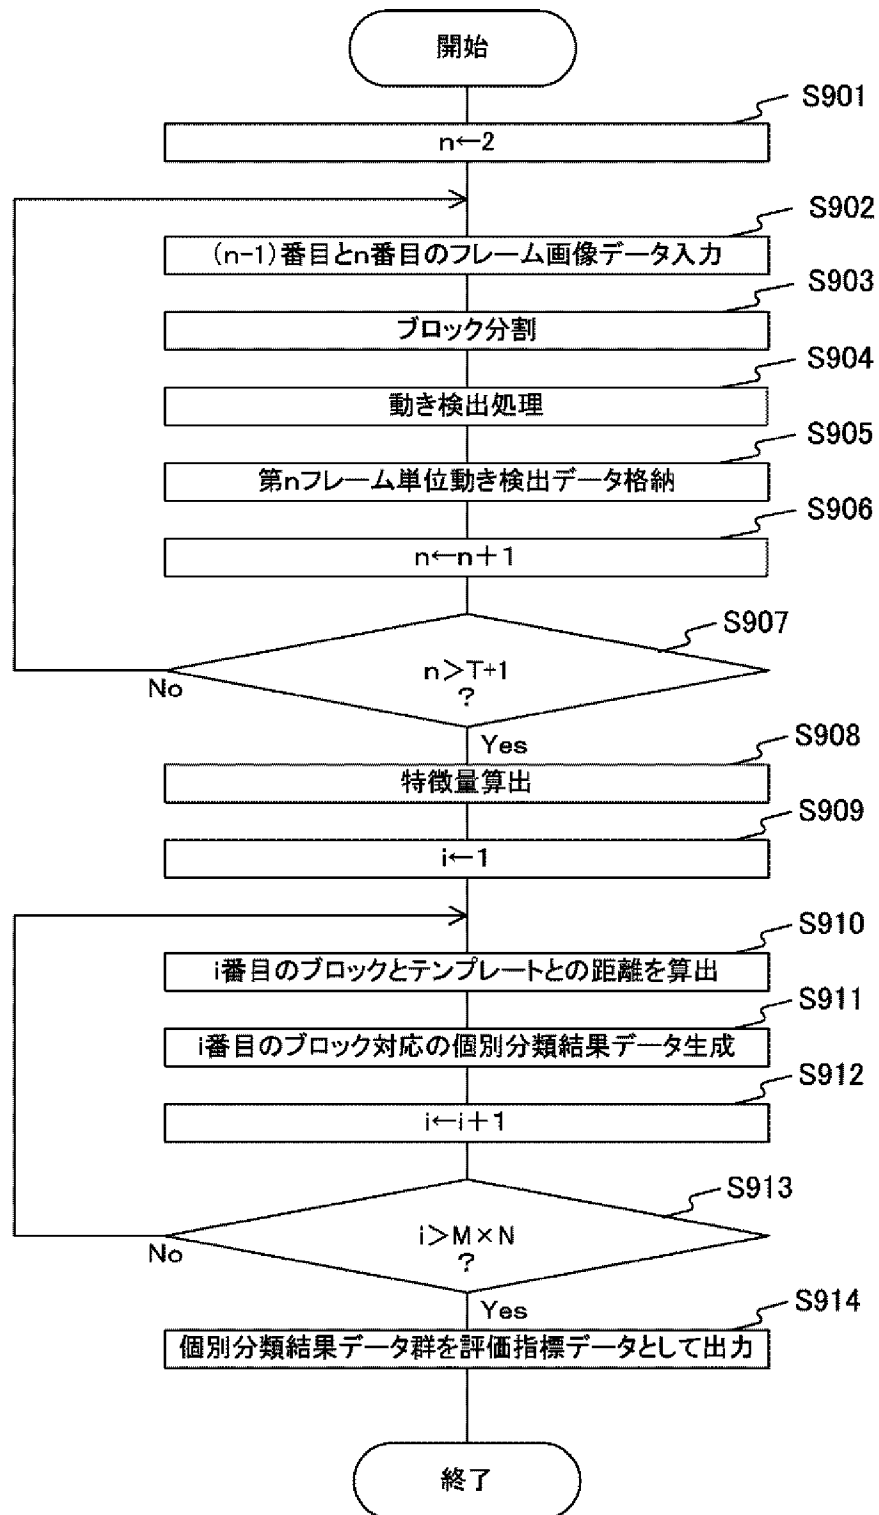 開始
S901
n←2
S902
(n-1)番目とn番目のフレーム画像データ入力
S903
ブロック分割
S904
動き検出処理
S905
第nフレーム単位動き検出データ格納
S906
n←n+1
S907
n>T+1
?
No
Yes
S908
特徴量算出
S909
i←1
S910
i番目のブロックとテンプレートとの距離を算出
S911
i番目のブロック対応の個別分類結果データ生成
S912
i←i+1
S913
i>M×N
?
No
Yes
S914
個別分類結果データ群を評価指標データとして出力
終了